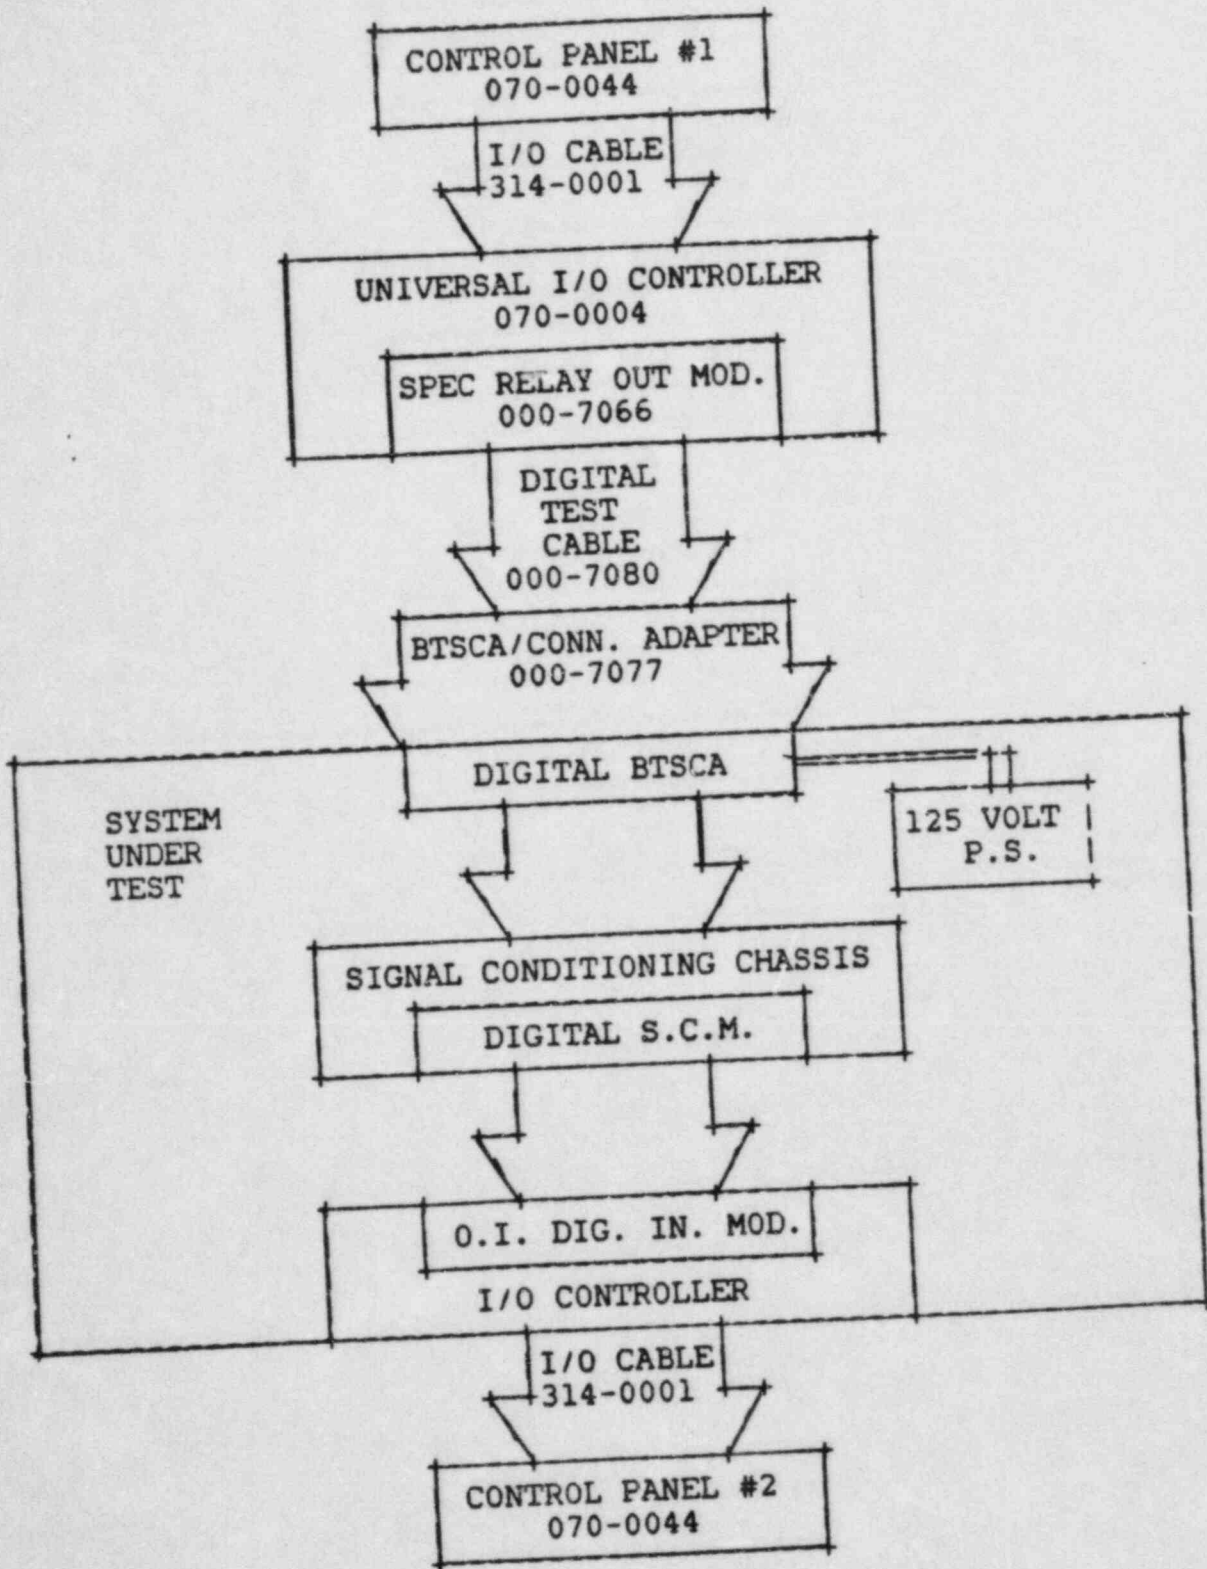 CONTROL PANEL #1
070-0044
I/O CABLE
314-0001
UNIVERSAL I/O CONTROLLER
070-0004
SPEC RELAY OUT MOD.
000-7066
DIGITAL
TEST
CABLE
000-7080
BTSCA/CONN. ADAPTER
000-7077
DIGITAL BTSCA
SYSTEM
UNDER
TEST
125 VOLT
P.S.
SIGNAL CONDITIONING CHASSIS
DIGITAL S.C.M.
O.I. DIG. IN. MOD.
I/O CONTROLLER
I/O CABLE
314-0001
CONTROL PANEL #2
070-0044